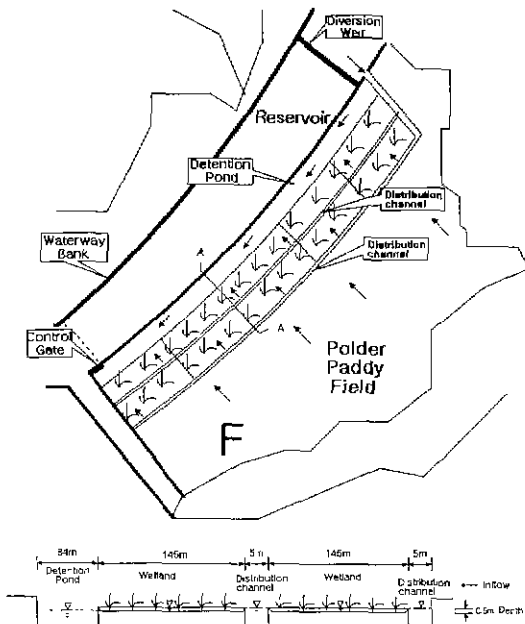 Diversion
Weir
Reservoir
Detention
Pond
Distribution
channel
A
Waterway
Bank
Distribution
channel
Control
Gate
A
Polder
Paddy
Field
F
84m 145m 5m 145m 5m
Detention
Pond
Wetland
Distribution
channel
Wetland
Distribution
channel
Inflow
0.5m Depth